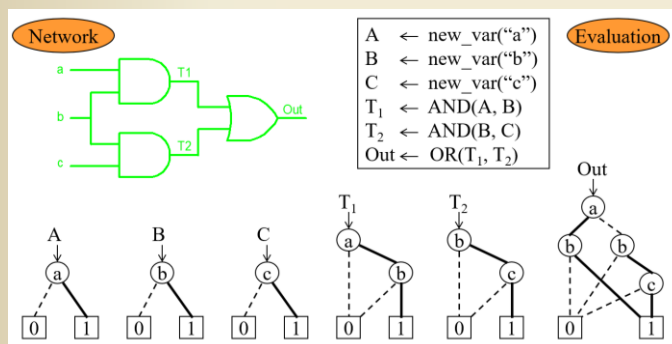 Network
Evaluation
a
b
c
T1
T2
Out
A ← new_var(“a”)
B ← new_var(“b”)
C ← new_var(“c”)
T₁ ← AND(A, B)
T₂ ← AND(B, C)
Out ← OR(T₁, T₂)
A
a
0 1
B
b
0 1
C
c
0 1
T₁
a
b
0 1
T₂
b
c
0 1
Out
a
b b
c
0 1